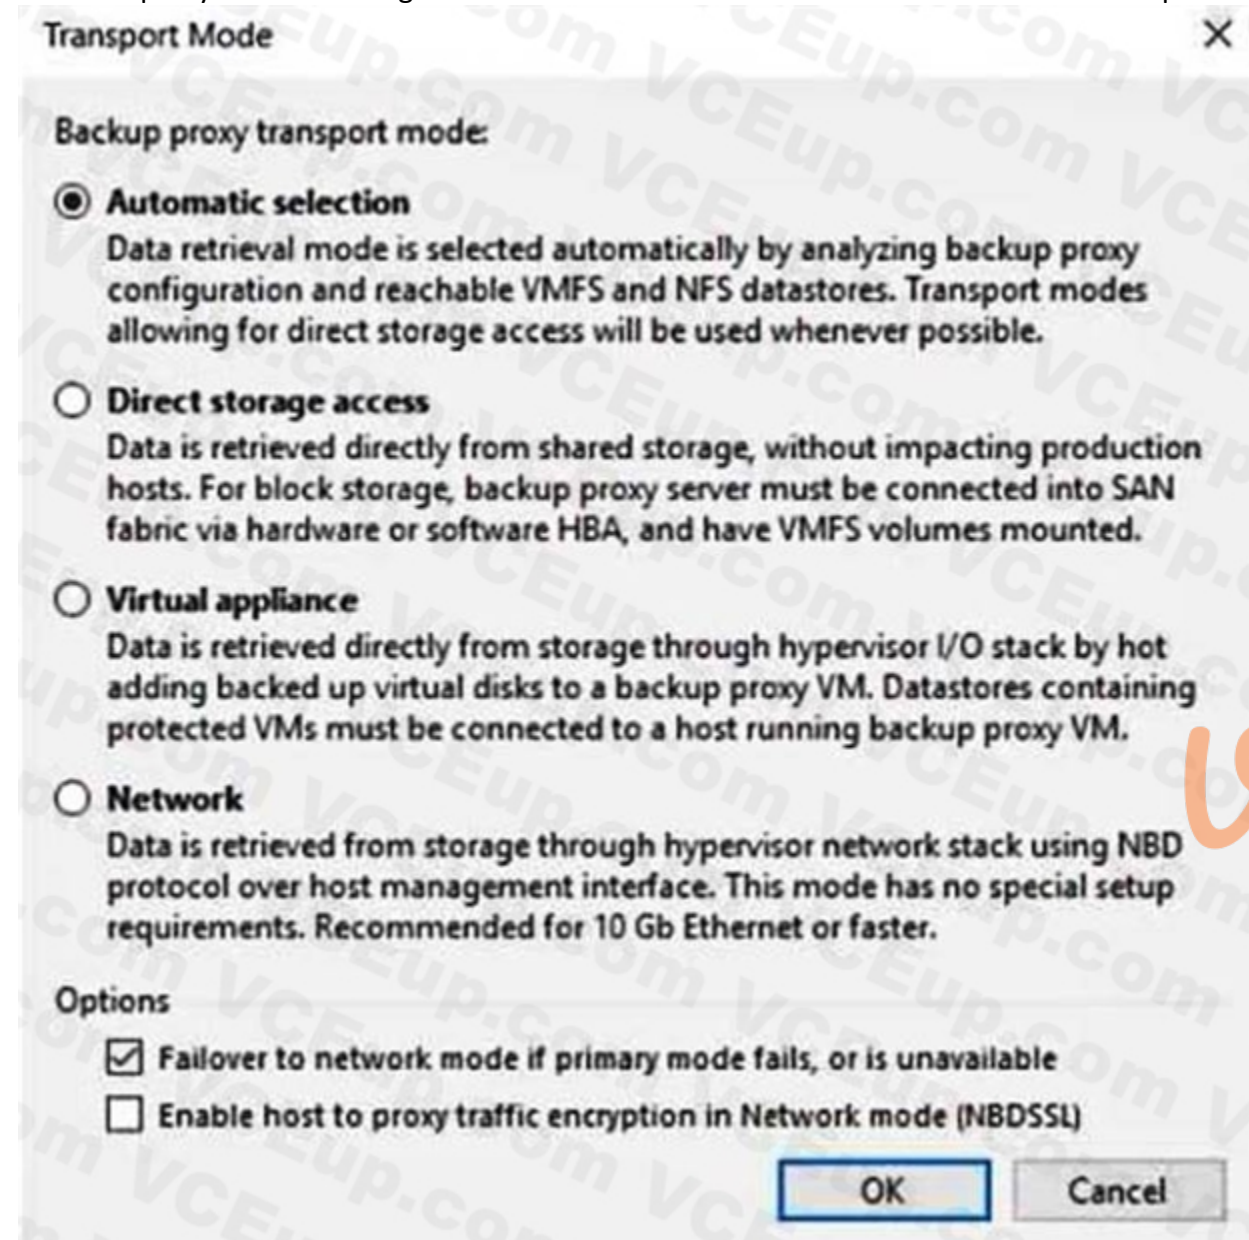 Transport Mode
Backup proxy transport mode:
Automatic selection
Data retrieval mode is selected automatically by analyzing backup proxy
configuration and reachable VMFS and NFS datastores. Transport modes
allowing for direct storage access will be used whenever possible.
Direct storage access
Data is retrieved directly from shared storage, without impacting production
hosts. For block storage, backup proxy server must be connected into SAN
fabric via hardware or software HBA, and have VMFS volumes mounted.
Virtual appliance
Data is retrieved directly from storage through hypervisor I/O stack by hot
adding backed up virtual disks to a backup proxy VM. Datastores containing
protected VMs must be connected to a host running backup proxy VM.
Network
Data is retrieved from storage through hypervisor network stack using NBD
protocol over host management interface. This mode has no special setup
requirements. Recommended for 10 Gb Ethernet or faster.
Options
Failover to network mode if primary mode fails, or is unavailable
Enable host to proxy traffic encryption in Network mode (NBDSSL)
OK Cancel
VCEup.com